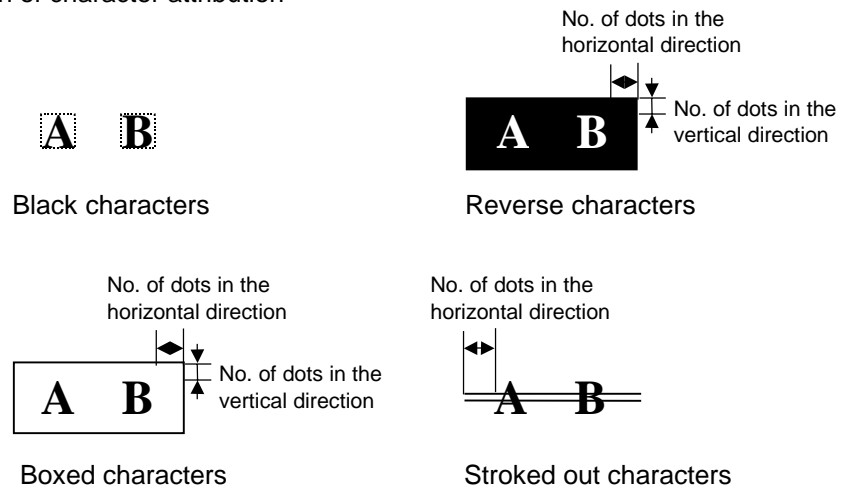 of character attribution
No. of dots in the
horizontal direction
No. of dots in the
vertical direction
A B
A B
Black characters
Reverse characters
No. of dots in the
horizontal direction
No. of dots in the
horizontal direction
No. of dots in the
vertical direction
A B
A B
Boxed characters
Stroked out characters